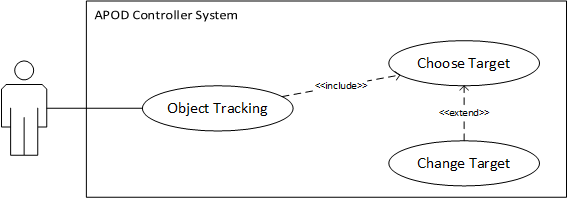 APOD Controller System
Choose Target
<<include>>
Object Tracking
<<extend>>
Change Target